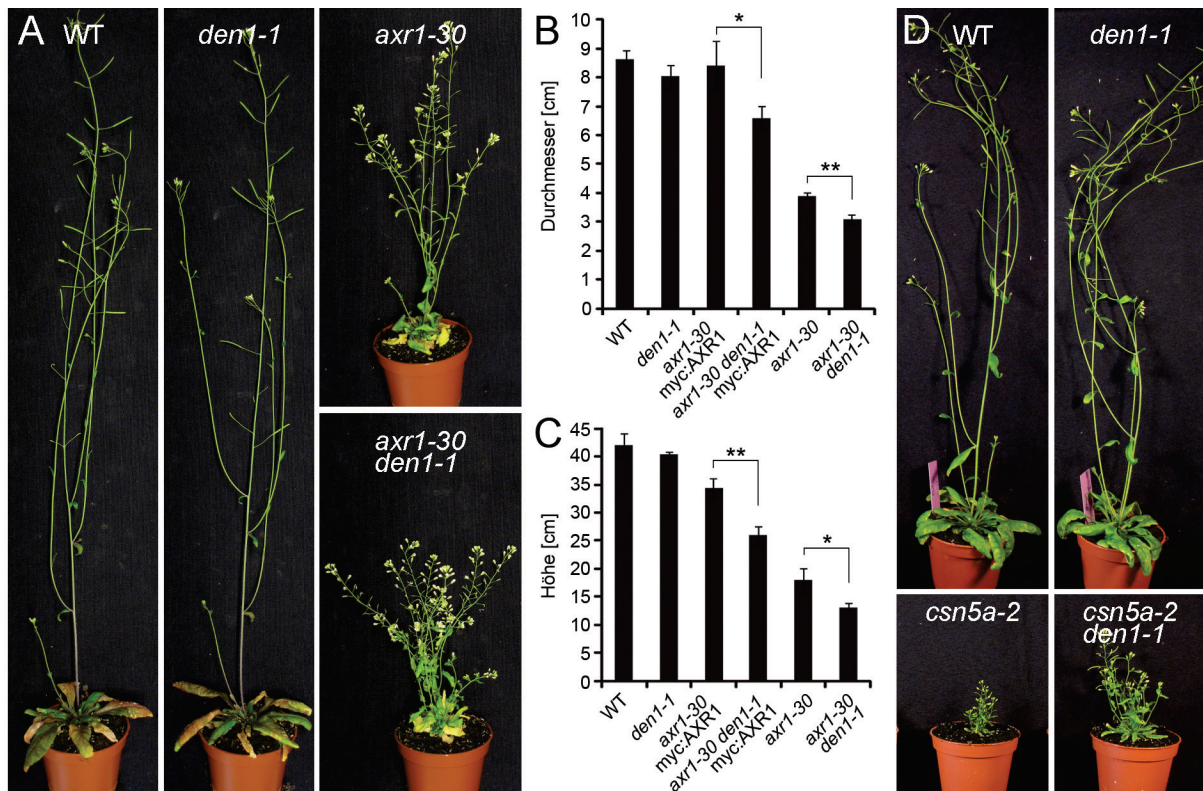 A
WT
den1-1
axr1-30
axr1-30
den1-1
B
Durchmesser [cm]
10
9
8
7
6
5
4
3
2
1
0
*
**
WT
den1-1
axr1-30
myc:AXR1
axr1-30 den1-1
myc:AXR1
axr1-30
axr1-30
den1-1
C
Höhe [cm]
45
40
35
30
25
20
15
10
5
0
**
*
WT
den1-1
axr1-30
myc:AXR1
axr1-30 den1-1
myc:AXR1
axr1-30
axr1-30
den1-1
D
WT
den1-1
csn5a-2
csn5a-2
den1-1